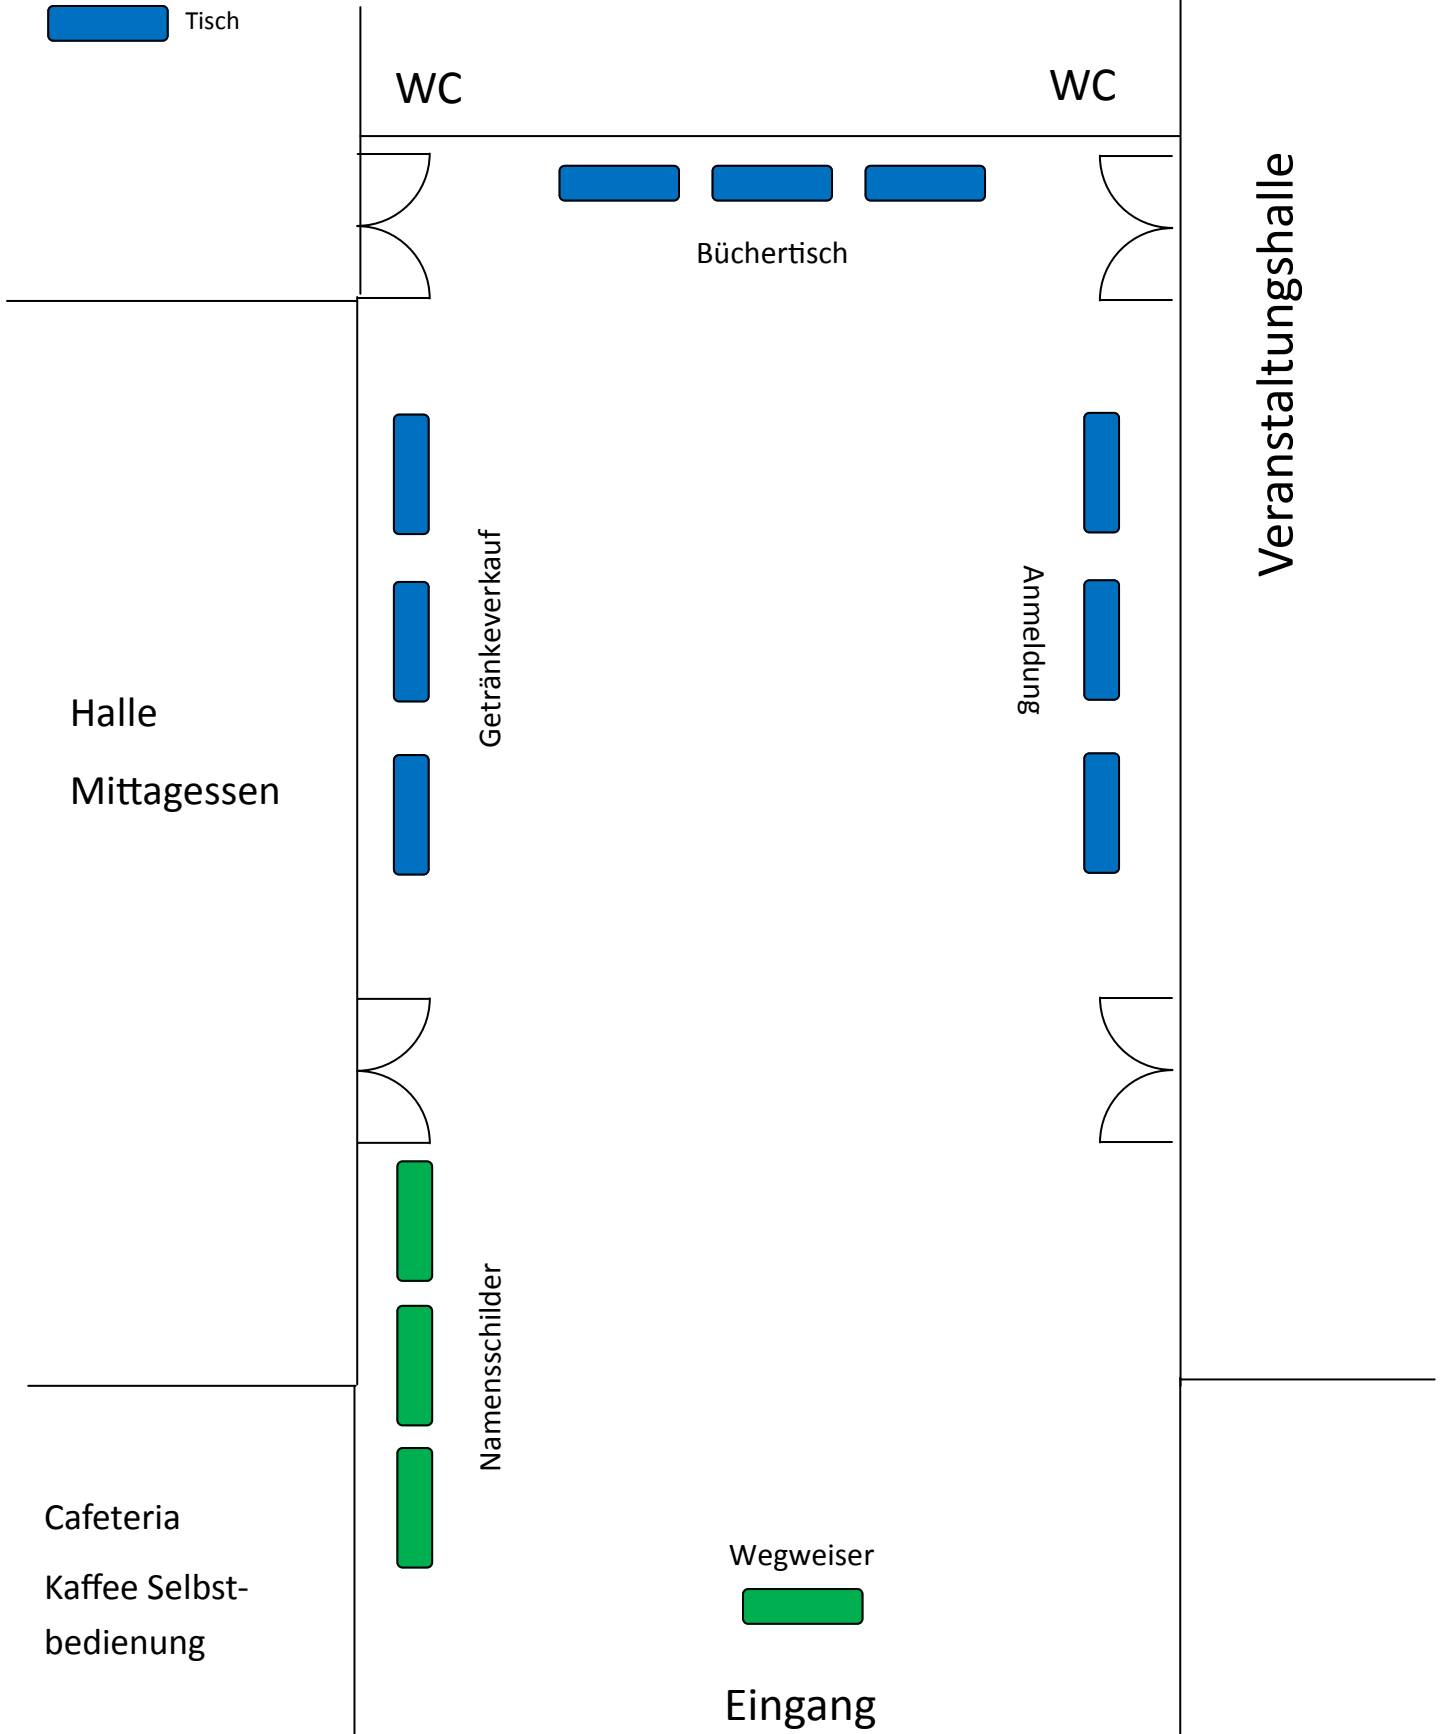 Tisch
WC
WC
Büchertisch
Veranstaltungshalle
Getränkeverkauf
Anmeldung
Halle
Mittagessen
Namensschilder
Cafeteria
Kaffee Selbst-
bedienung
Wegweiser
Eingang